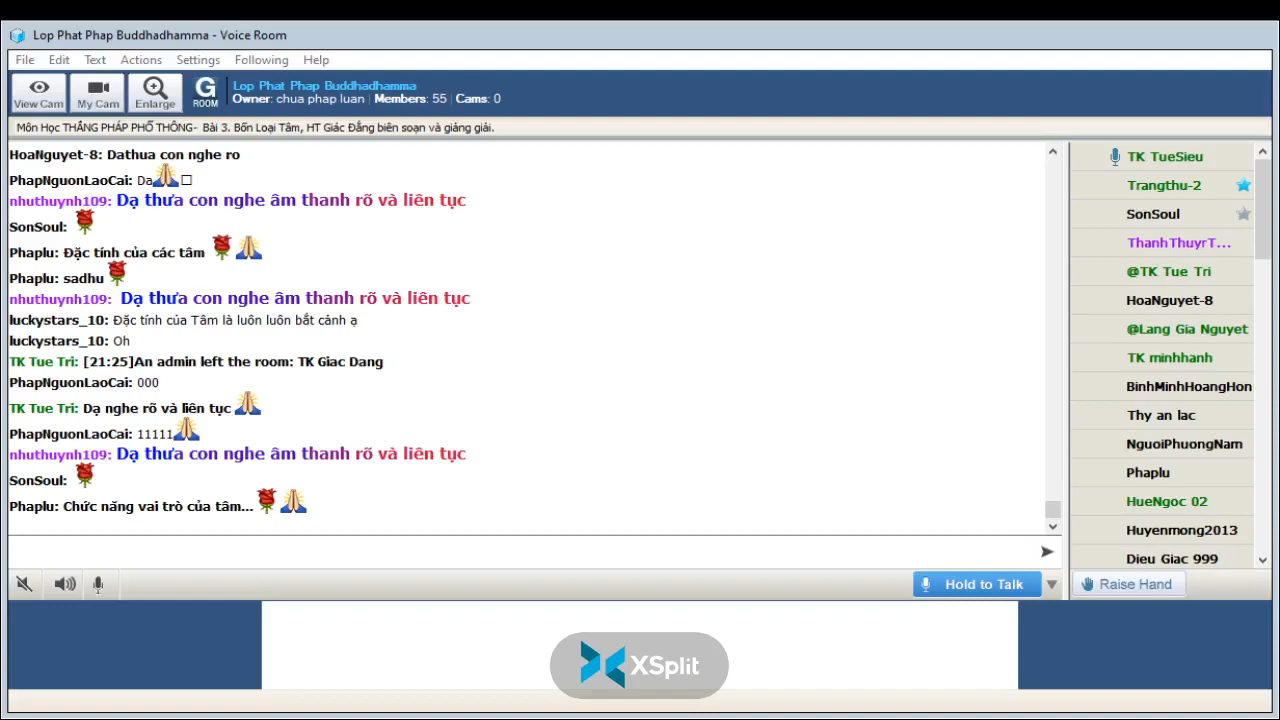 Lop Phat Phap Buddhadhamma - Voice Room
File Edit Text Actions Settings Following Help
View Cam My Cam Enlarge G ROOM
Lop Phat Phap Buddhadhamma
Owner: chua phap luan | Members: 55 | Cams: 0
Môn Học THẮNG PHÁP PHỔ THÔNG- Bài 3. Bốn Loại Tâm, HT Giác Đẳng biên soạn và giảng giải.
HoaNguyet-8: Dathua con nghe ro
PhapNguonLaoCai: Da
nhuthuynh109: Dạ thưa con nghe âm thanh rõ và liên tục
SonSoul:
Phaplu: Đặc tính của các tâm
Phaplu: sadhu
nhuthuynh109: Dạ thưa con nghe âm thanh rõ và liên tục
luckystars_10: Đặc tính của Tâm là luôn luôn bắt cảnh ạ
luckystars_10: Oh
TK Tue Tri: [21:25]An admin left the room: TK Giac Dang
PhapNguonLaoCai: 000
TK Tue Tri: Dạ nghe rõ và liên tục
PhapNguonLaoCai: 11111
nhuthuynh109: Dạ thưa con nghe âm thanh rõ và liên tục
SonSoul:
Phaplu: Chức năng vai trò của tâm...
TK TueSieu
Trangthu-2
SonSoul
ThanhThuyrT...
@TK Tue Tri
HoaNguyet-8
@Lang Gia Nguyet
TK minhhanh
BinhMinhHoangHon
Thy an lac
NguoiPhuongNam
Phaplu
HueNgoc 02
Huyenmong2013
Dieu Giac 999
Hold to Talk
Raise Hand
XSplit